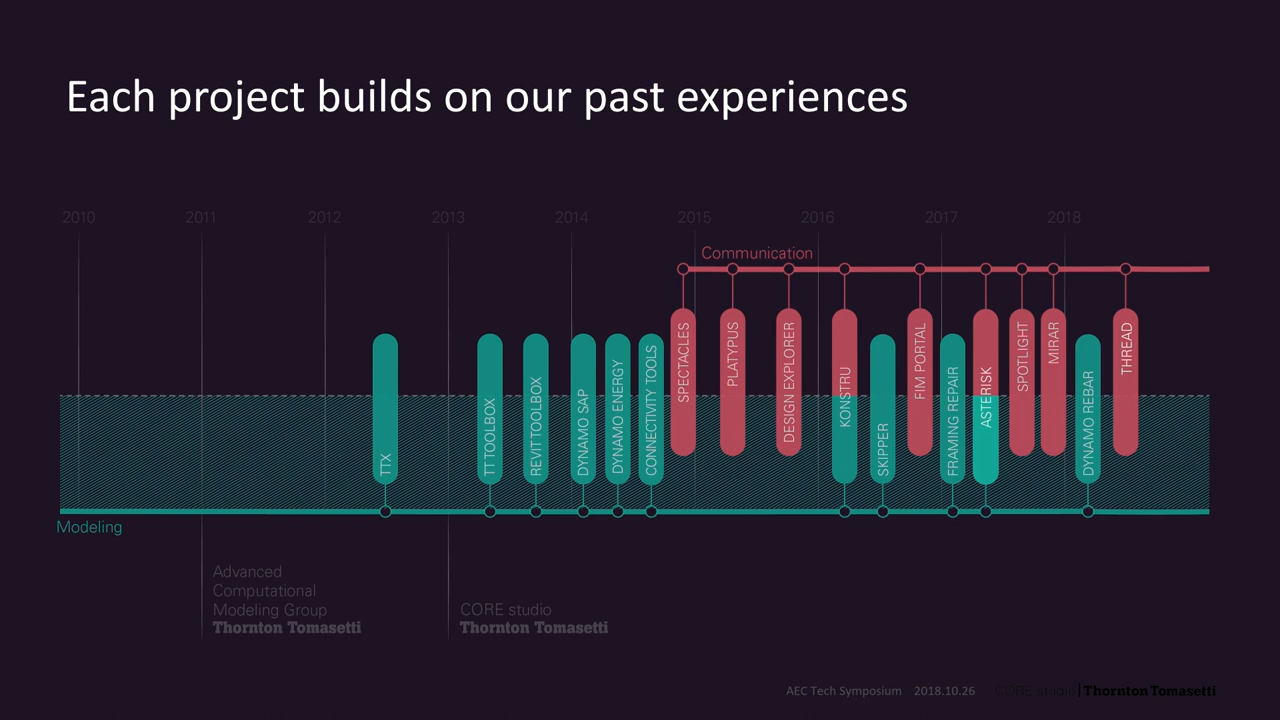 Each project builds on our past experiences
2010 2011 2012 2013 2014 2015 2016 2017 2018
Communication
TTX
TT TOOLBOX
REVIT TOOLBOX
DYNAMO SAP
DYNAMO ENERGY
CONNECTIVITY TOOLS
SPECTACLES
PLATYPUS
DESIGN EXPLORER
KONSTRU
SKIPPER
FIM PORTAL
FRAMING REPAIR
ASTERISK
SPOTLIGHT
MIRAR
DYNAMO REBAR
THREAD
Modeling
Advanced
Computational
Modeling Group
Thornton Tomasetti
CORE studio
Thornton Tomasetti
AEC Tech Symposium 2018.10.26 CORE studio | Thornton Tomasetti